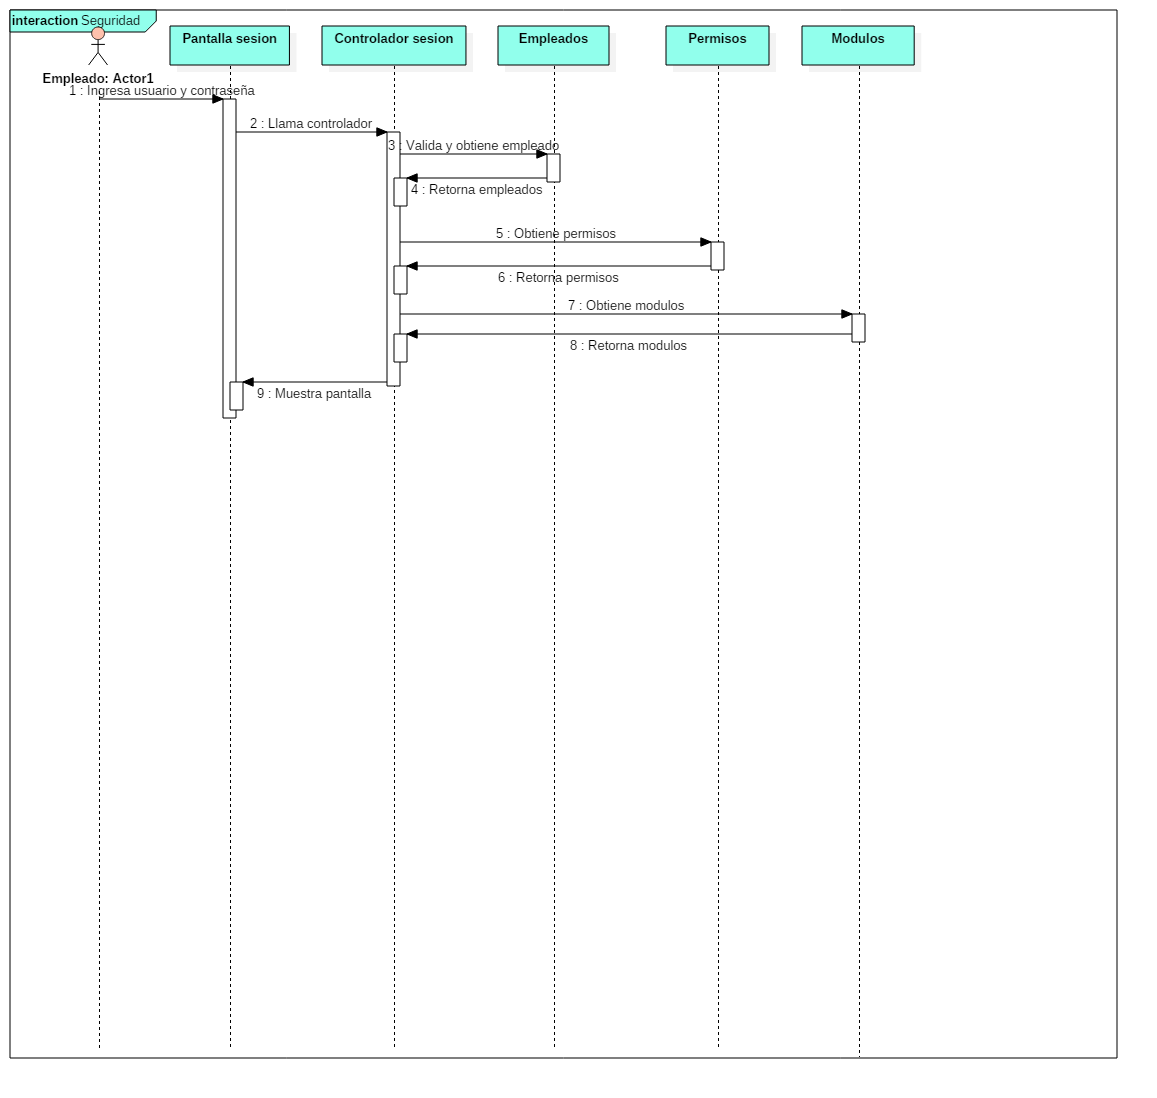 interaction Seguridad
Pantalla sesion
Controlador sesion
Empleados
Permisos
Modulos
Empleado: Actor1
1 : Ingresa usuario y contraseña
2 : Llama controlador
3 : Valida y obtiene empleado
4 : Retorna empleados
5 : Obtiene permisos
6 : Retorna permisos
7 : Obtiene modulos
8 : Retorna modulos
9 : Muestra pantalla